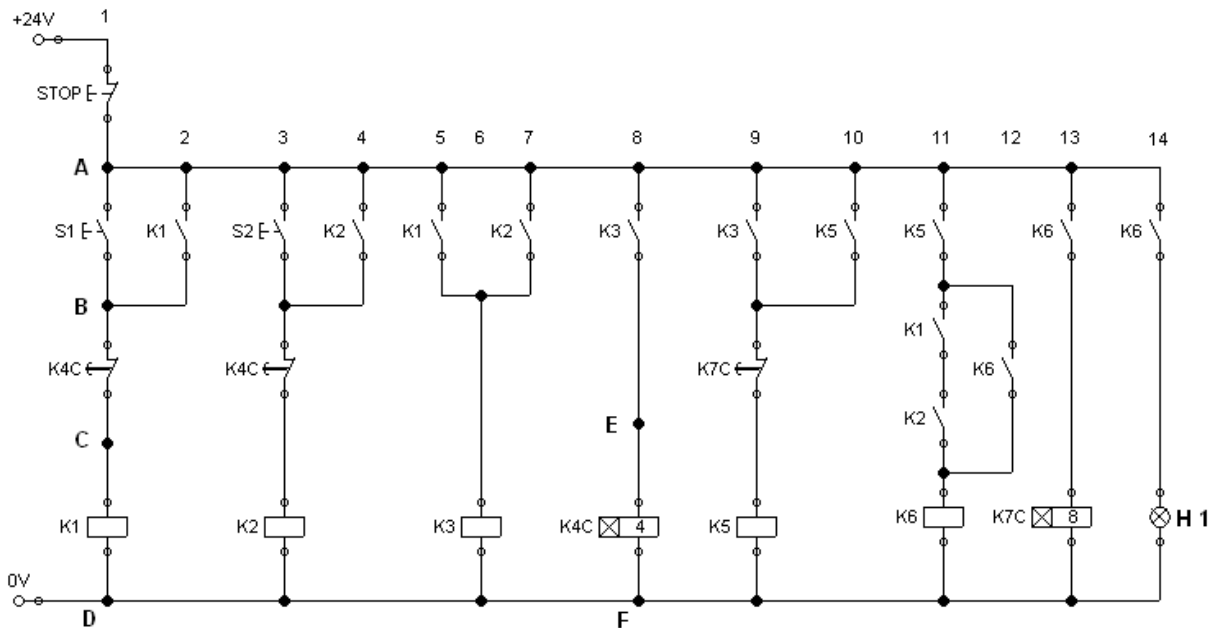 +24V 1
STOP
2 3 4 5 6 7 8 9 10 11 12 13 14
A
S1 K1 S2 K2 K1 K2 K3 K3 K5 K5 K6 K6
B
K1
K4C K4C K7C K6
K2
C E
K1 K2 K3 K4C 4 K5 K6 K7C 8 H 1
0V
D F